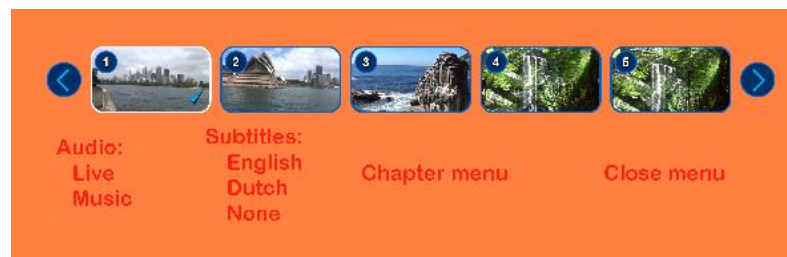 1 2 3 4 5
Audio:
Live
Music
Subtitles:
English
Dutch
None
Chapter menu
Close menu